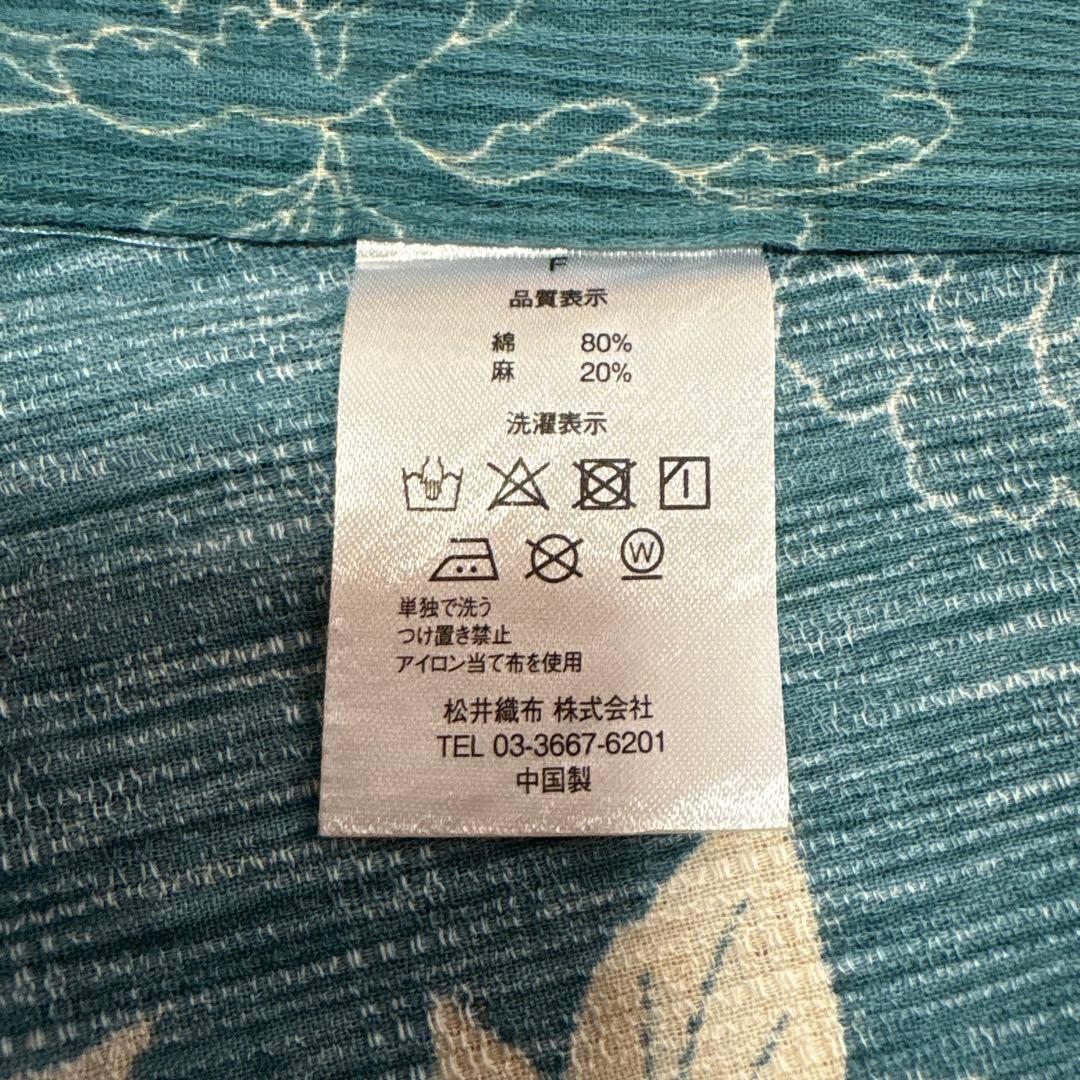 F
品質表示
綿 80%
麻 20%
洗濯表示
W
単独で洗う
つけ置き禁止
アイロン当て布を使用
松井織布 株式会社
TEL 03-3667-6201
中国製